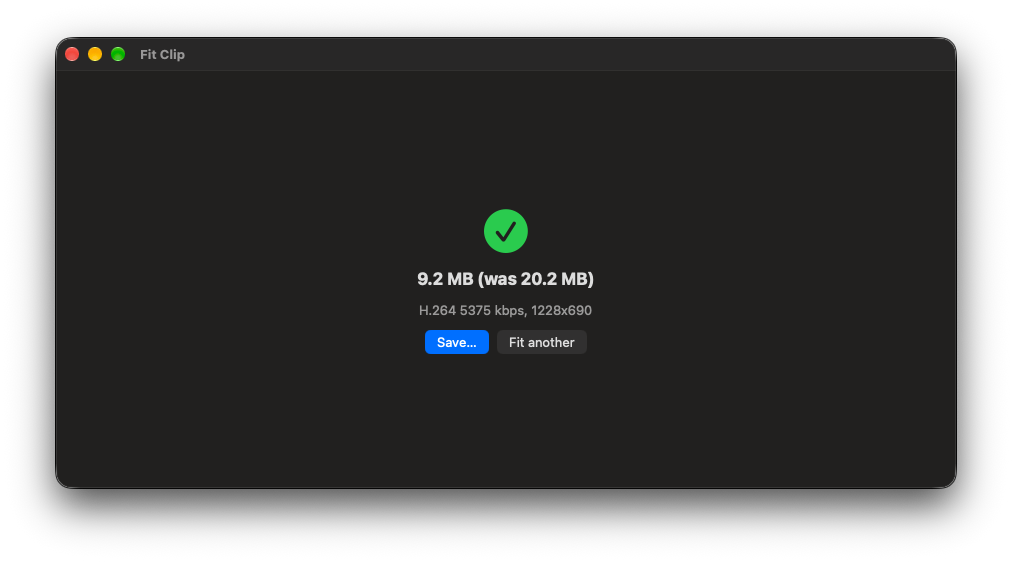 Fit Clip
9.2 MB (was 20.2 MB)
H.264 5375 kbps, 1228x690
Save...
Fit another